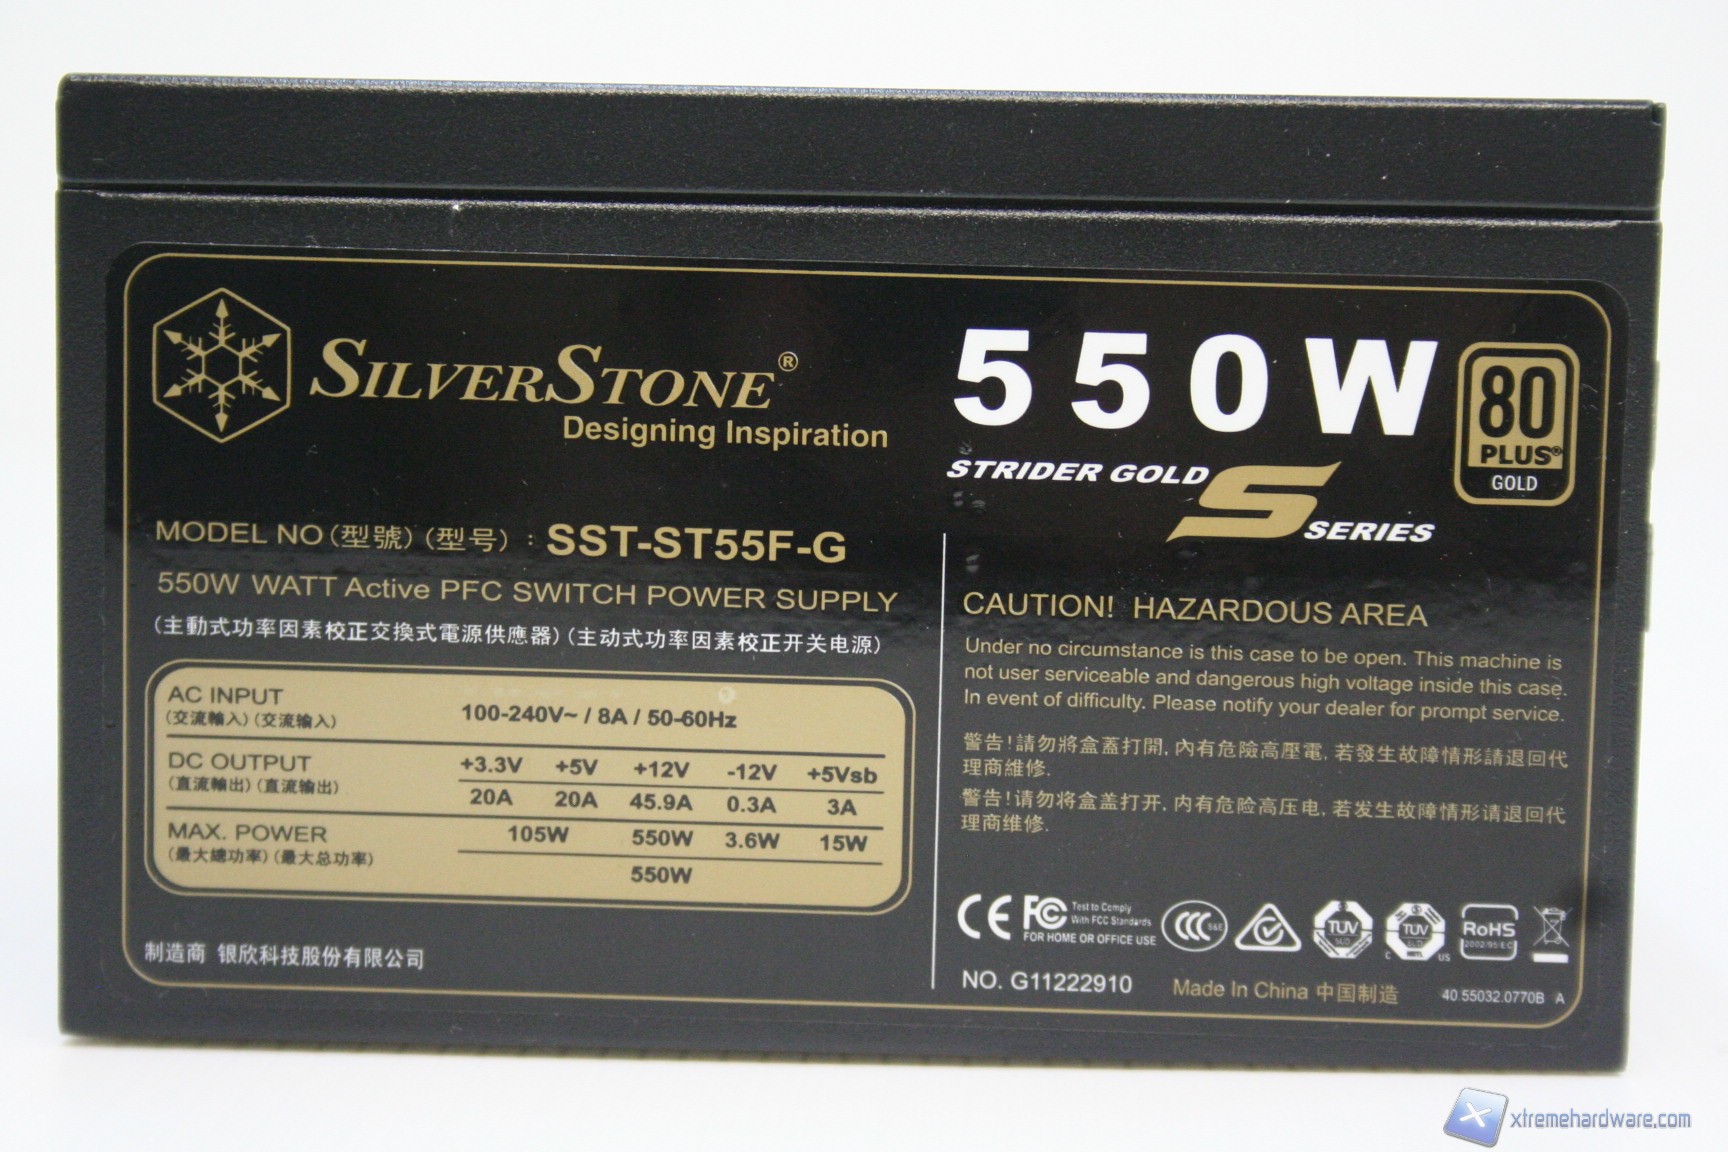 SILVERSTONE®
Designing Inspiration
550W
80
PLUS®
GOLD
STRIDER GOLD S SERIES
MODEL NO(型號)(型号) : SST-ST55F-G
550W WATT Active PFC SWITCH POWER SUPPLY
(主動式功率因素校正交換式電源供應器)(主动式功率因素校正开关电源)
AC INPUT
(交流輸入)(交流输入)
100-240V~ / 8A / 50-60Hz
DC OUTPUT
(直流輸出)(直流输出)
+3.3V +5V +12V -12V +5Vsb
20A 20A 45.9A 0.3A 3A
MAX. POWER
(最大總功率)(最大总功率)
105W 550W 3.6W 15W
550W
制造商 银欣科技股份有限公司
CAUTION! HAZARDOUS AREA
Under no circumstance is this case to be open. This machine is
not user serviceable and dangerous high voltage inside this case.
In event of difficulty. Please notify your dealer for prompt service.
警告!請勿將盒蓋打開, 內有危險高壓電, 若發生故障情形請退回代
理商維修.
警告!请勿将盒盖打开, 内有危险高压电, 若发生故障情形请退回代
理商维修.
CE FC Test to Comply
With FCC Standards
FOR HOME OR OFFICE USE
CCC S&E
TUV
TUV
C US
RoHS
2002/95/EC
NO. G11222910
Made In China 中国制造
40.55032.0770B A
xtremehardware.com